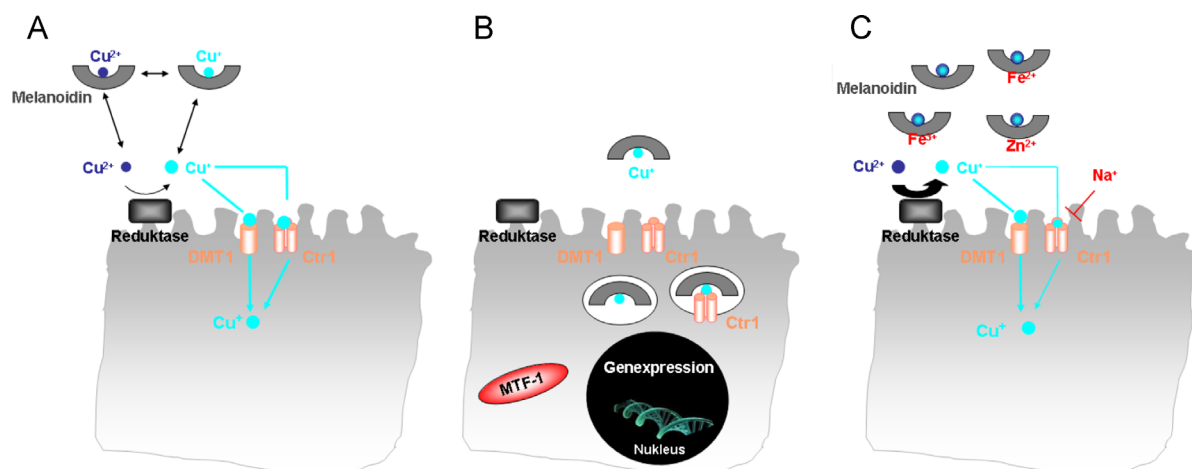 A
Cu²⁺
Cu⁺
Melanoidin
Cu²⁺
Cu⁺
Reduktase
DMT1
Ctr1
Cu⁺
B
Cu⁺
Reduktase
DMT1
Ctr1
Ctr1
MTF-1
Genexpression
Nukleus
C
Melanoidin
Fe²⁺
Fe³⁺
Zn²⁺
Cu²⁺
Cu⁺
Na⁺
Reduktase
DMT1
Ctr1
Cu⁺